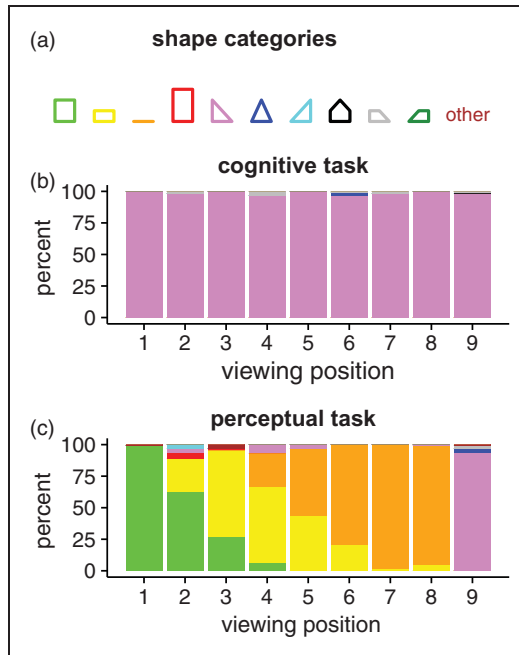 (a) shape categories
other
cognitive task
(b)
100
75
50
25
0
percent
1 2 3 4 5 6 7 8 9
viewing position
perceptual task
(c)
100
75
50
25
0
percent
1 2 3 4 5 6 7 8 9
viewing position